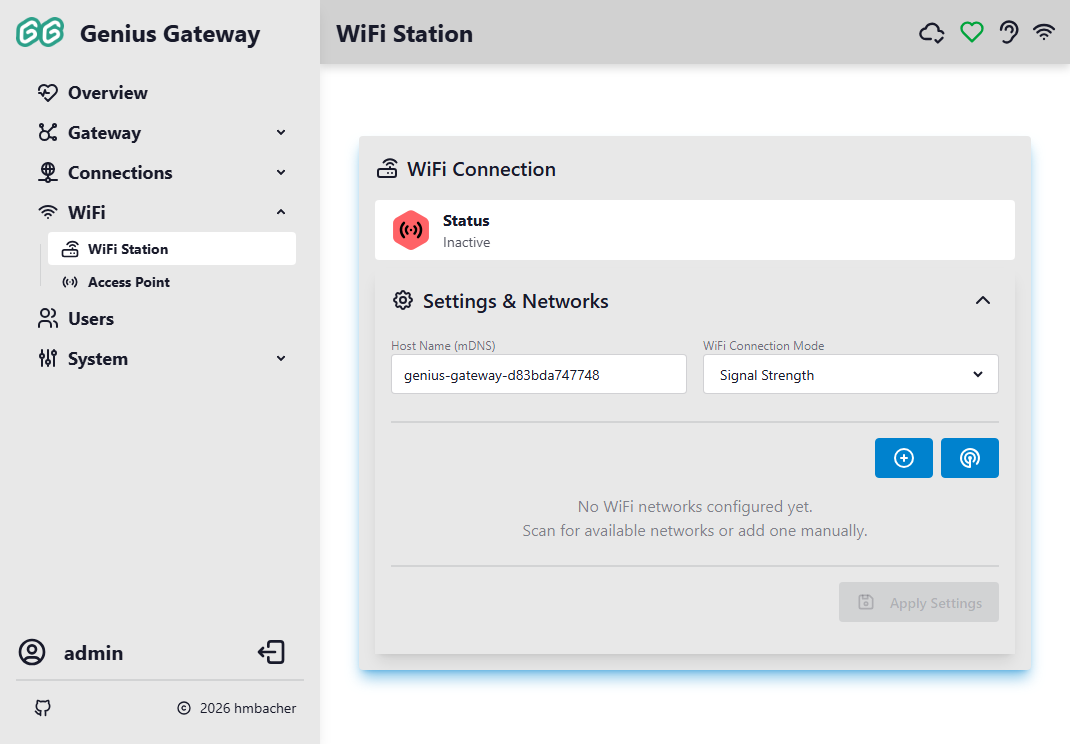 Genius Gateway
WiFi Station
Overview
Gateway
Connections
WiFi
WiFi Station
Access Point
Users
System
admin
© 2026 hmbacher
WiFi Connection
Status
Inactive
Settings & Networks
Host Name (mDNS)
WiFi Connection Mode
genius-gateway-d83bda747748
Signal Strength
No WiFi networks configured yet.
Scan for available networks or add one manually.
Apply Settings